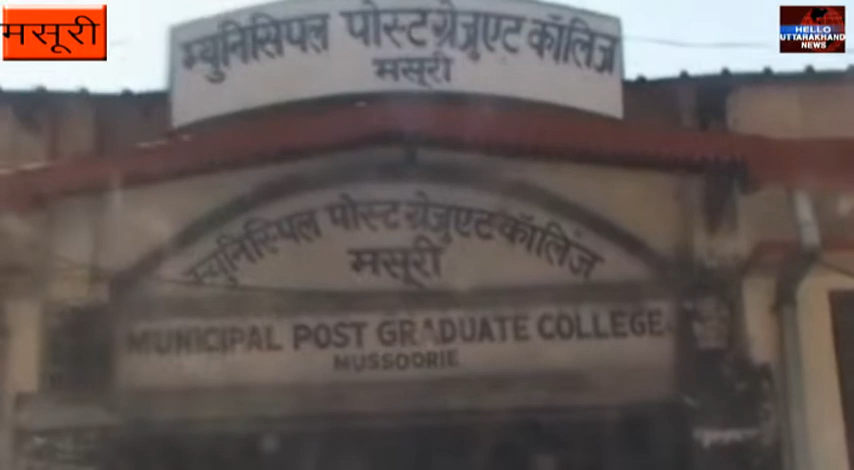 मसूरी
HELLO
UTTARAKHAND
NEWS
म्युनिसिपल पोस्ट ग्रेजुएट कॉलिज
मसूरी
म्युनिसिपल पोस्ट ग्रेजुएट कॉलिज
मसूरी
MUNICIPAL POST GRADUATE COLLEGE
MUSSOORIE